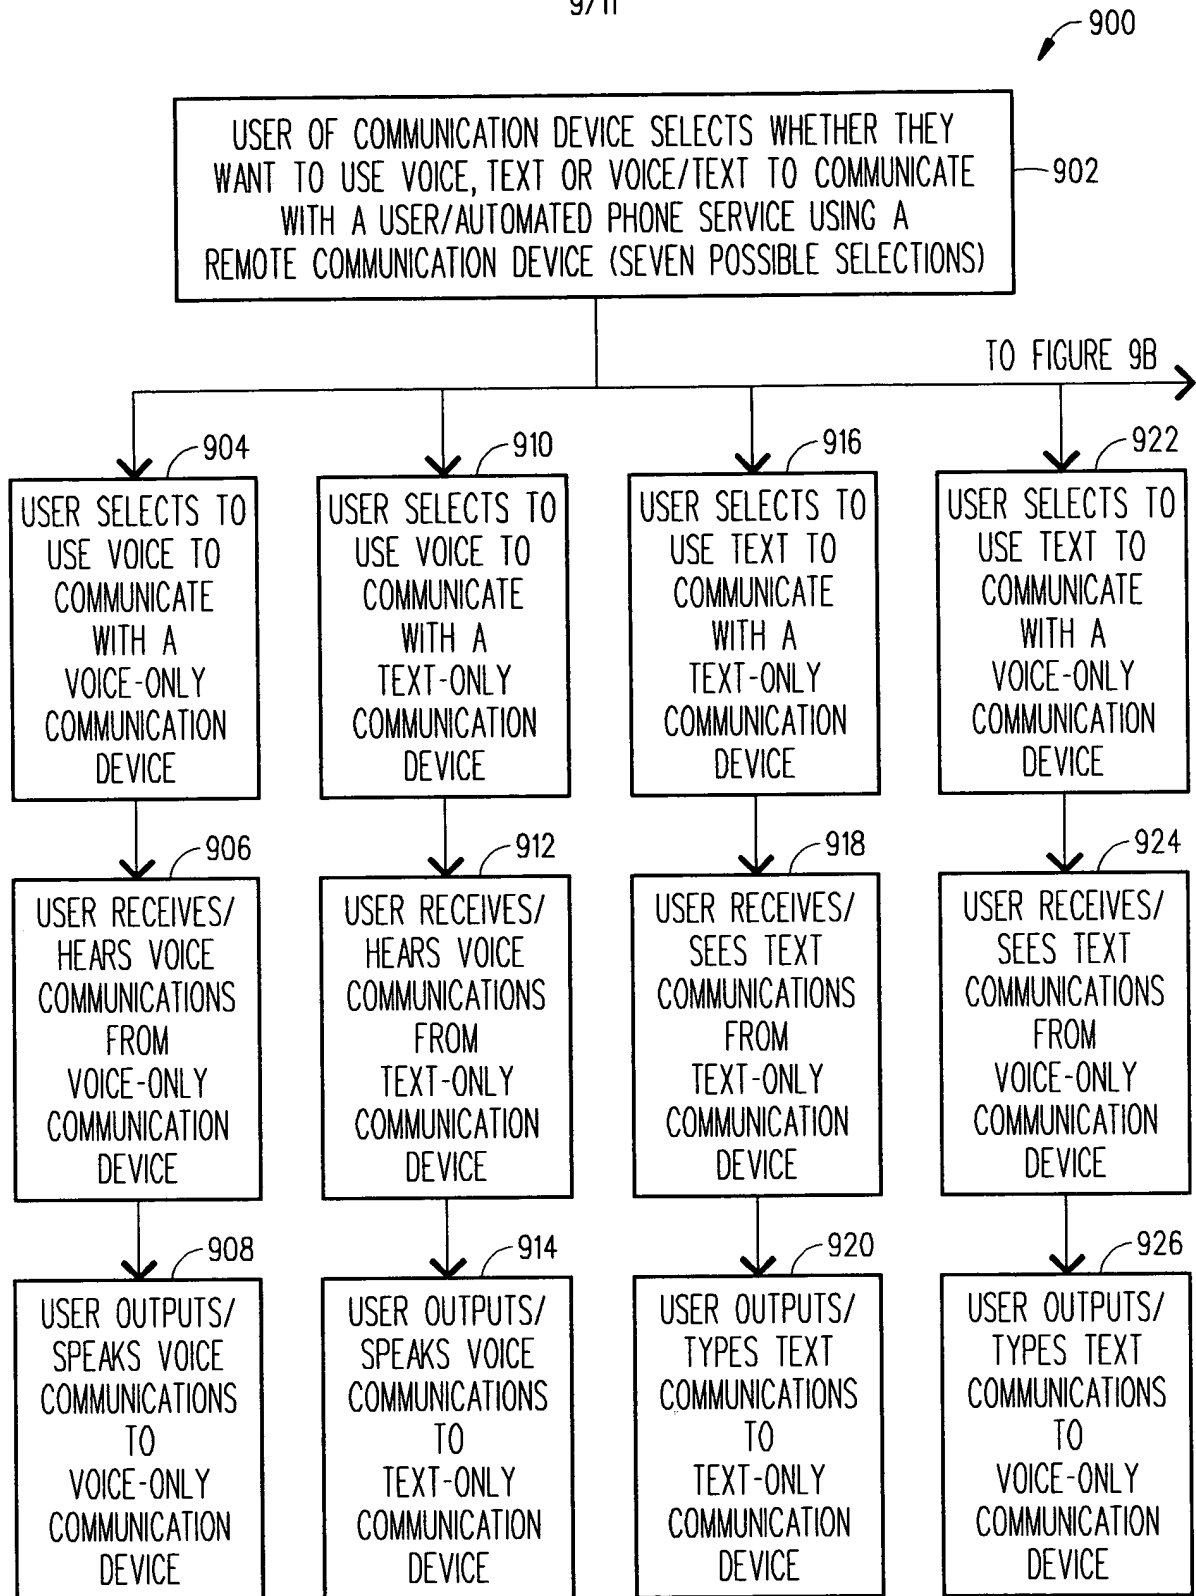 9/11
900
USER OF COMMUNICATION DEVICE SELECTS WHETHER THEY
WANT TO USE VOICE, TEXT OR VOICE/TEXT TO COMMUNICATE
WITH A USER/AUTOMATED PHONE SERVICE USING A
REMOTE COMMUNICATION DEVICE (SEVEN POSSIBLE SELECTIONS)
902
TO FIGURE 9B
904
USER SELECTS TO
USE VOICE TO
COMMUNICATE
WITH A
VOICE-ONLY
COMMUNICATION
DEVICE
910
USER SELECTS TO
USE VOICE TO
COMMUNICATE
WITH A
TEXT-ONLY
COMMUNICATION
DEVICE
916
USER SELECTS TO
USE TEXT TO
COMMUNICATE
WITH A
TEXT-ONLY
COMMUNICATION
DEVICE
922
USER SELECTS TO
USE TEXT TO
COMMUNICATE
WITH A
VOICE-ONLY
COMMUNICATION
DEVICE
906
USER RECEIVES/
HEARS VOICE
COMMUNICATIONS
FROM
VOICE-ONLY
COMMUNICATION
DEVICE
912
USER RECEIVES/
HEARS VOICE
COMMUNICATIONS
FROM
TEXT-ONLY
COMMUNICATION
DEVICE
918
USER RECEIVES/
SEES TEXT
COMMUNICATIONS
FROM
TEXT-ONLY
COMMUNICATION
DEVICE
924
USER RECEIVES/
SEES TEXT
COMMUNICATIONS
FROM
VOICE-ONLY
COMMUNICATION
DEVICE
908
USER OUTPUTS/
SPEAKS VOICE
COMMUNICATIONS
TO
VOICE-ONLY
COMMUNICATION
DEVICE
914
USER OUTPUTS/
SPEAKS VOICE
COMMUNICATIONS
TO
TEXT-ONLY
COMMUNICATION
DEVICE
920
USER OUTPUTS/
TYPES TEXT
COMMUNICATIONS
TO
TEXT-ONLY
COMMUNICATION
DEVICE
926
USER OUTPUTS/
TYPES TEXT
COMMUNICATIONS
TO
VOICE-ONLY
COMMUNICATION
DEVICE